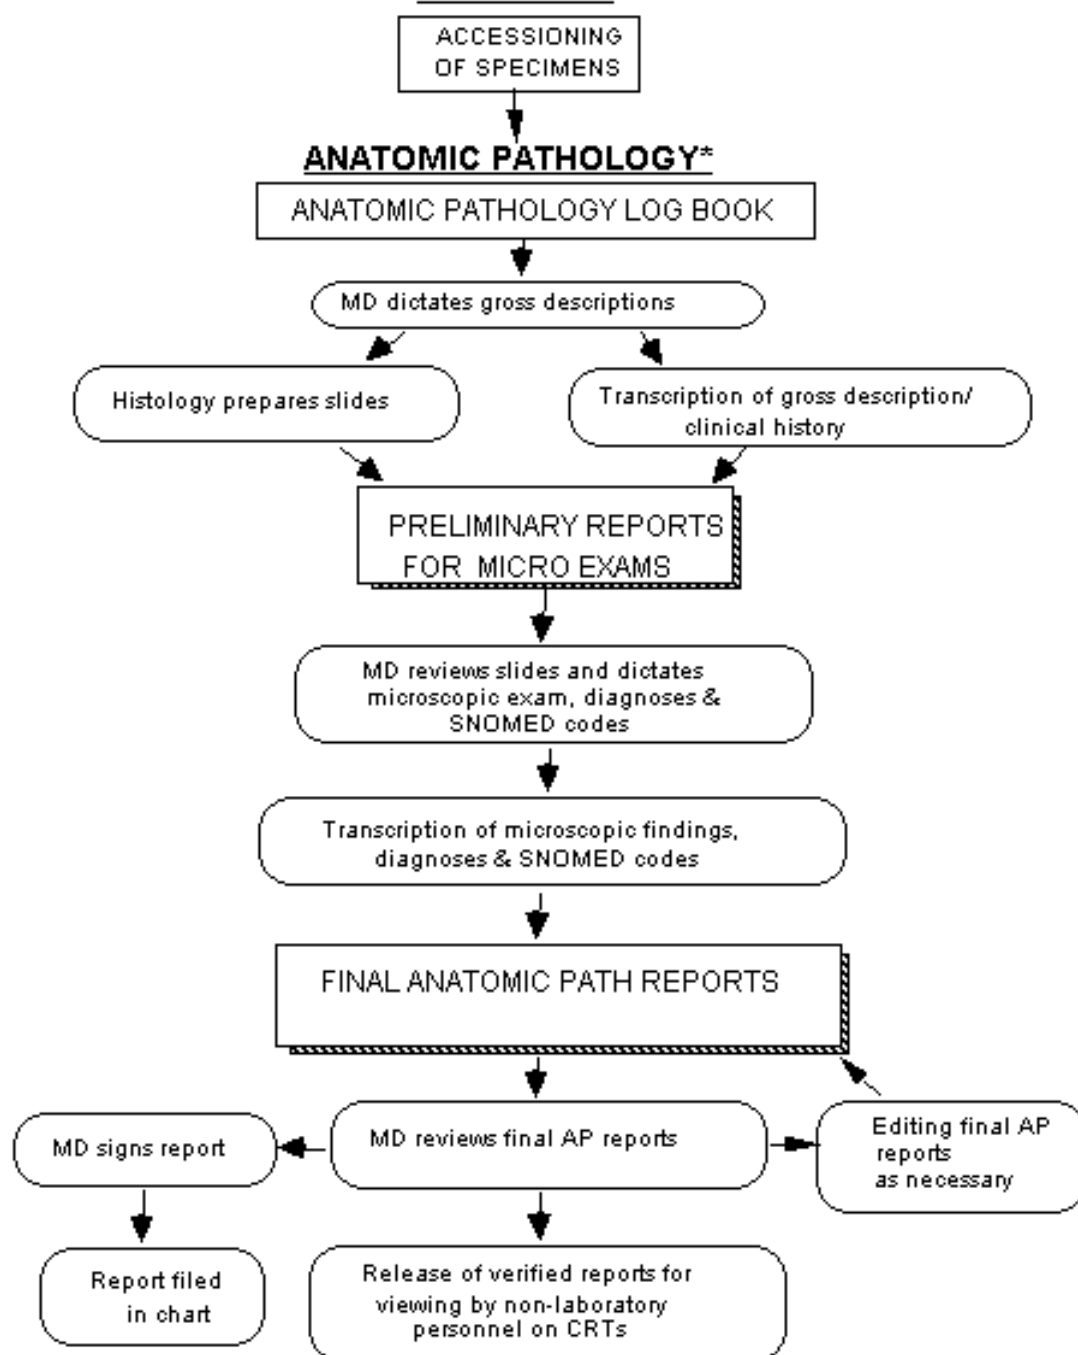 ACCESSIONING
OF SPECIMENS
ANATOMIC PATHOLOGY*
ANATOMIC PATHOLOGY LOG BOOK
MD dictates gross descriptions
Histology prepares slides
Transcription of gross description/
clinical history
PRELIMINARY REPORTS
FOR MICRO EXAMS
MD reviews slides and dictates
microscopic exam, diagnoses &
SNOMED codes
Transcription of microscopic findings,
diagnoses & SNOMED codes
FINAL ANATOMIC PATH REPORTS
MD signs report
MD reviews final AP reports
Editing final AP
reports
as necessary
Report filed
in chart
Release of verified reports for
viewing by non-laboratory
personnel on CRTs